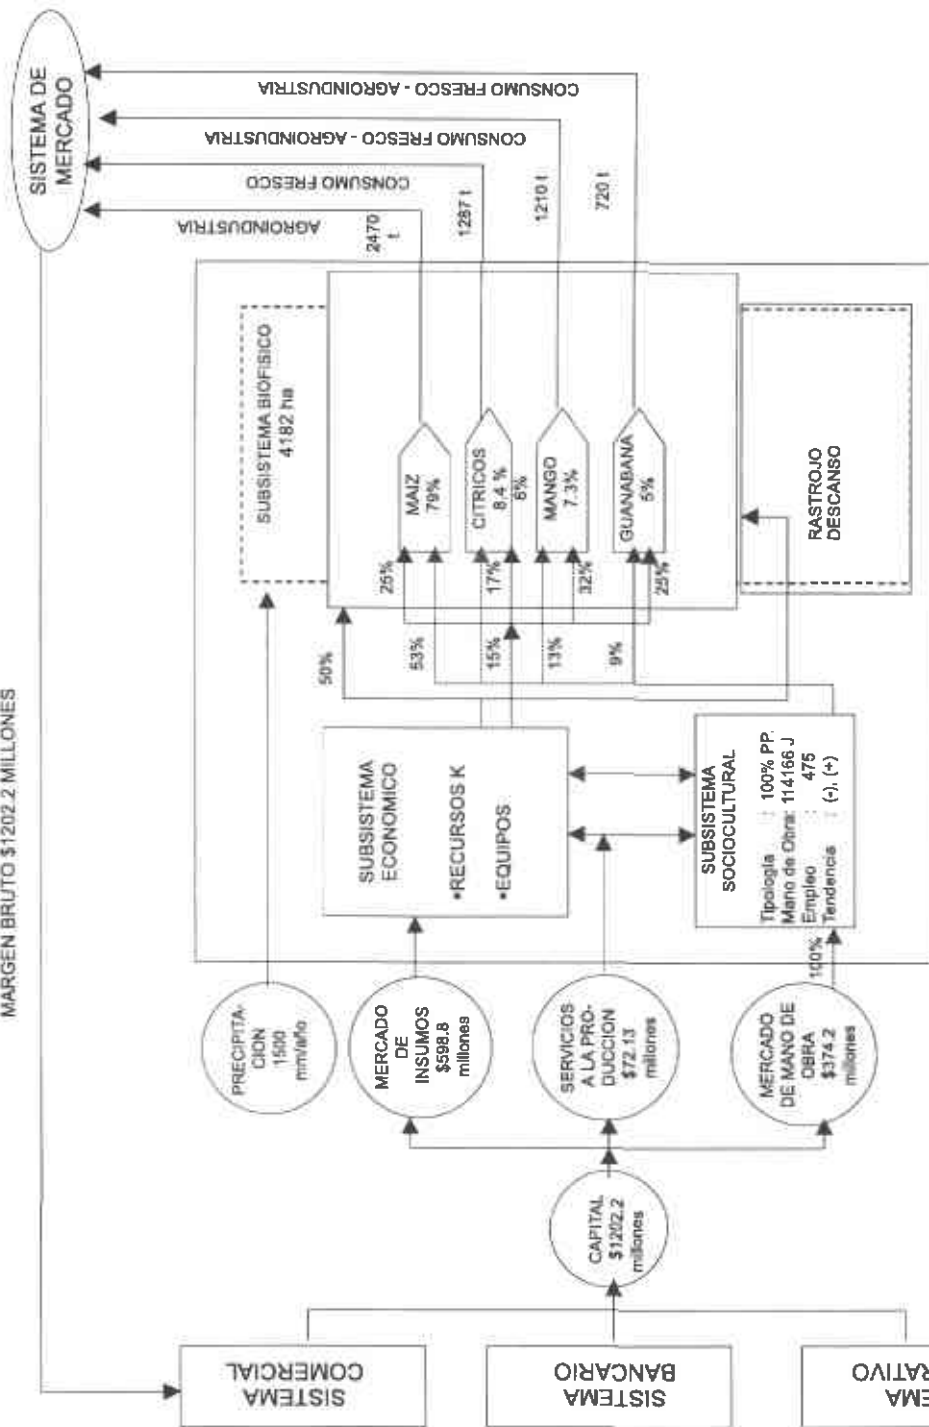 MARGEN BRUTO $1202.2 MILLONES
SISTEMA
COMERCIAL
SISTEMA
BANCARIO
EMA
RATIVO
CAPITAL
$1202.2
millones
PRECIPITA-
CION
1500
mm/año
MERCADO
DE
INSUMOS
$598.8
millones
SERVICIOS
A LA PRO-
DUCCION
$72.13
millones
MERCADO
DE MANO DE
OBRA
$374.2
millones
100%
SUBSISTEMA
ECONOMICO
•RECURSOS K
•EQUIPOS
SUBSISTEMA
SOCIOCULTURAL
Tipología : 100% PP.
Mano de Obra: 114166 J
Empleo : 475
Tendencia : (-), (+)
50%
53%
15%
13%
9%
25%
17%
32%
25%
SUBSISTEMA BIOFISICO
4182 ha
MAIZ
79%
CITRICOS
8,4 %
6%
MANGO
7.3%
GUANABANA
5%
RASTROJO
DESCANSO
2470
t
1287 t
1210 t
720 t
AGROINDUSTRIA
CONSUMO FRESCO
CONSUMO FRESCO - AGROINDUSTRIA
CONSUMO FRESCO - AGROINDUSTRIA
SISTEMA DE
MERCADO